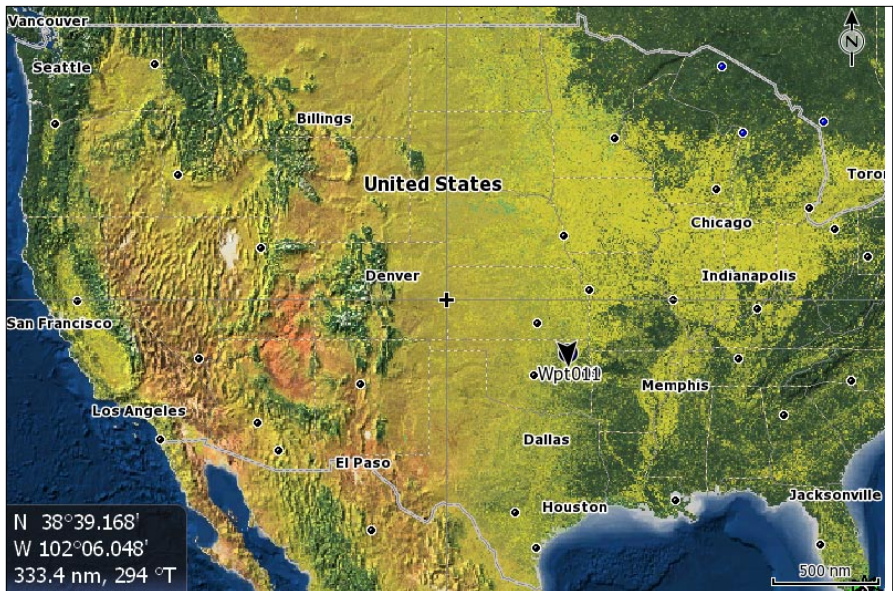 Vancouver
N
Seattle
Billings
Toron
United States
Chicago
Denver
Indianapolis
San Francisco
Memphis
Los Angeles
Dallas
El Paso
Jacksonville
Houston
N 38°39.168'
W 102°06.048'
333.4 nm, 294 °T
500 nm